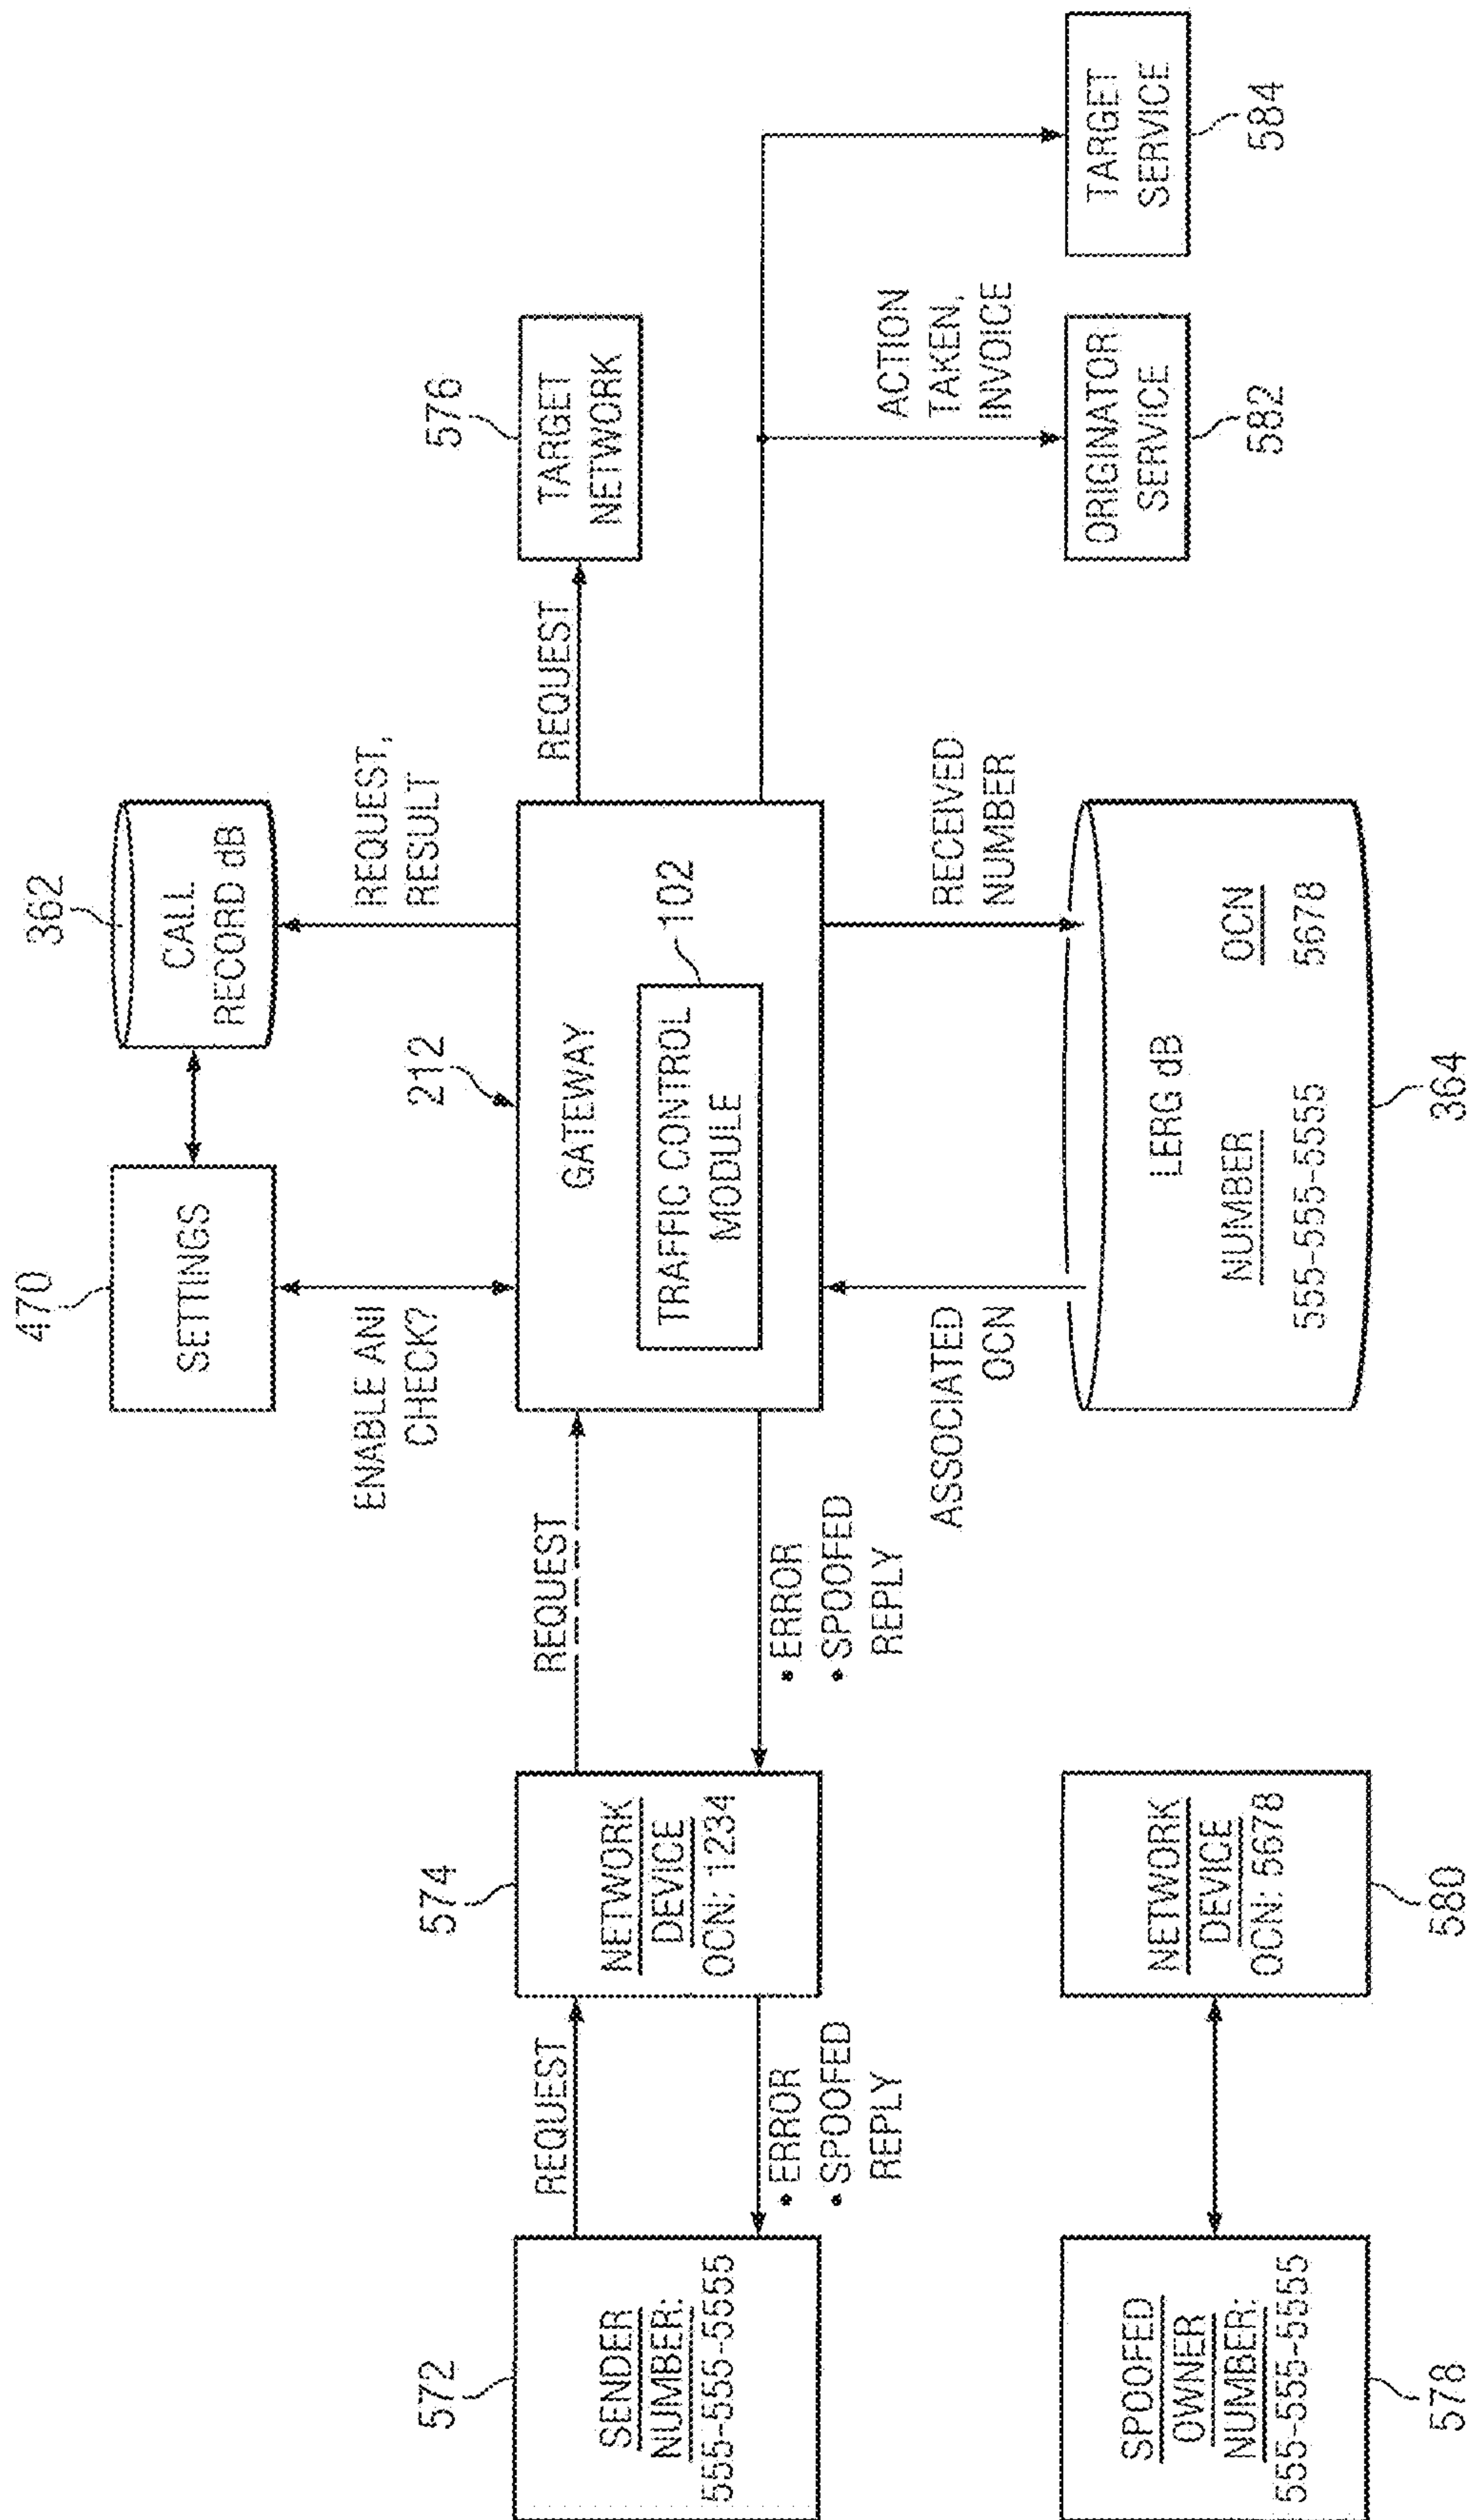 470
SETTINGS
362
CALL
RECORD dB
ENABLE ANI
CHECK?
REQUEST,
RESULT
572
SENDER
NUMBER:
555-555-5555
REQUEST
• ERROR
• SPOOFED
REPLY
574
NETWORK
DEVICE
OCN: 1234
REQUEST
• ERROR
• SPOOFED
REPLY
212
GATEWAY
TRAFFIC CONTROL
MODULE
102
REQUEST
576
TARGET
NETWORK
ASSOCIATED
OCN
RECEIVED
NUMBER
ACTION
TAKEN,
INVOICE
SPOOFED
OWNER
NUMBER:
555-555-5555
578
NETWORK
DEVICE
OCN: 5678
580
LERG dB
NUMBER OCN
555-555-5555 5678
364
ORIGINATOR
SERVICE
582
TARGET
SERVICE
584